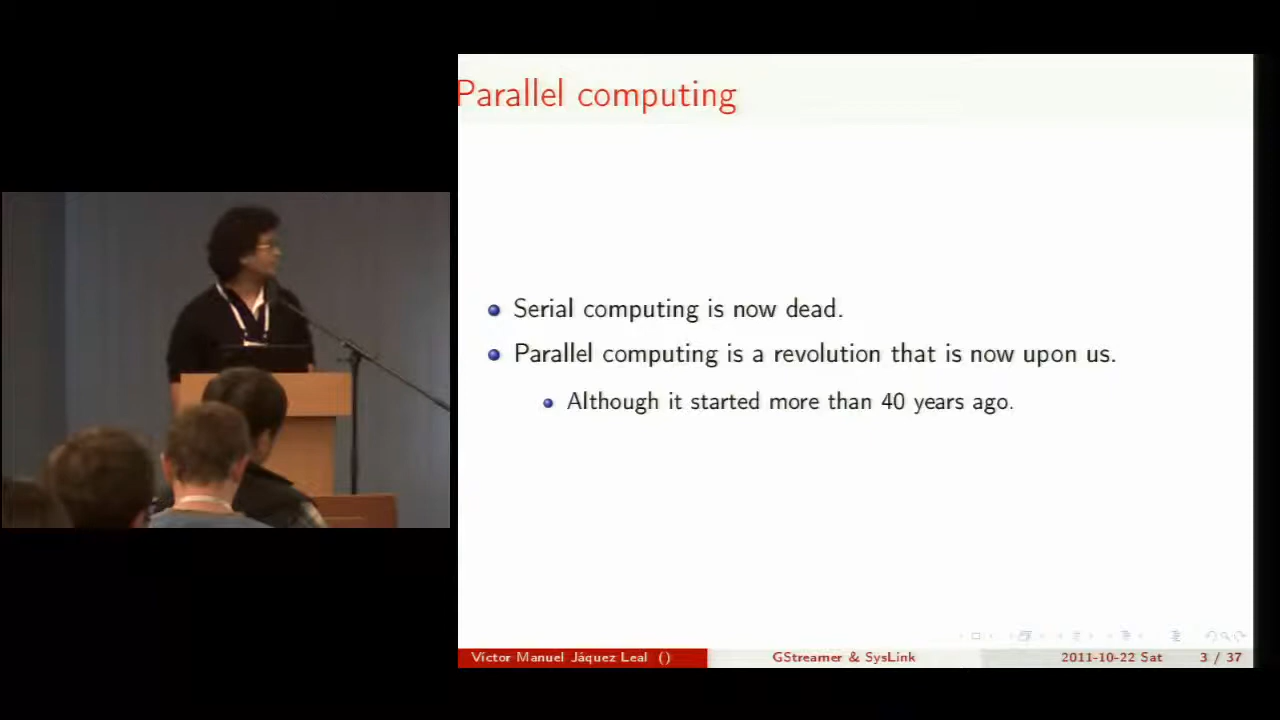 Parallel computing
Serial computing is now dead.
Parallel computing is a revolution that is now upon us.
Although it started more than 40 years ago.
Víctor Manuel Jáquez Leal ()
GStreamer & SysLink
2011-10-22 Sat
3 / 37